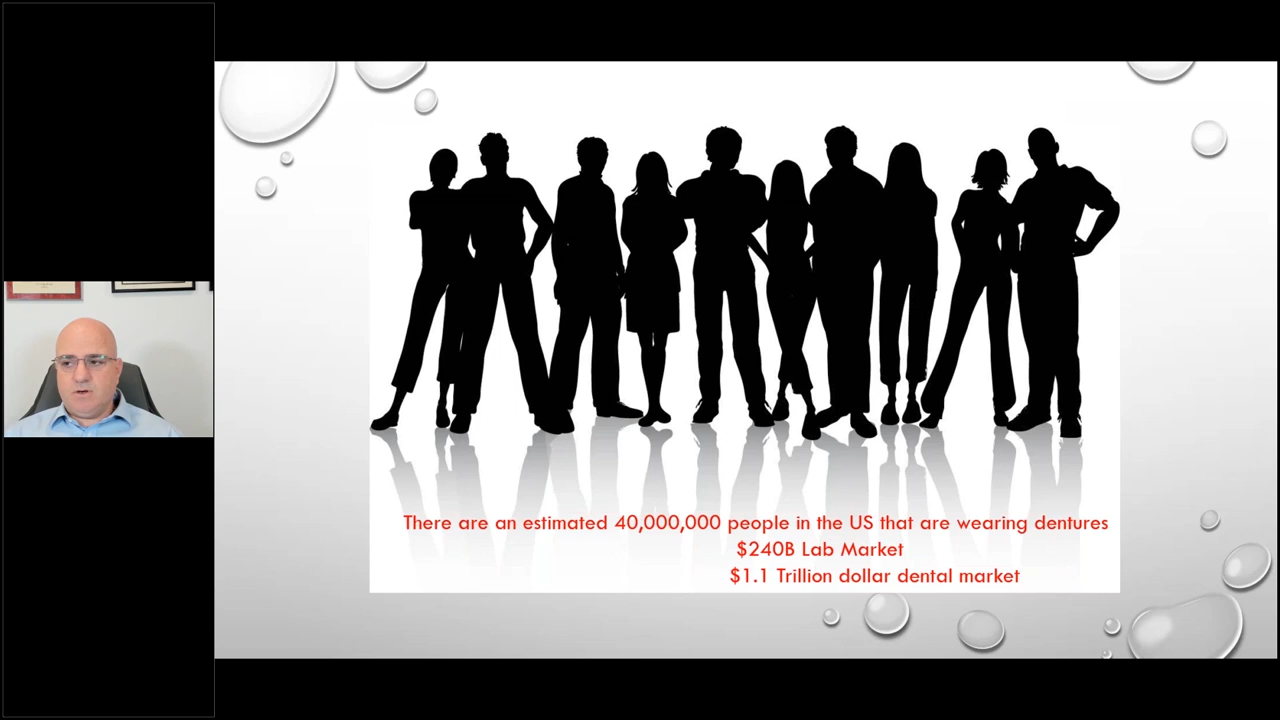 There are an estimated 40,000,000 people in the US that are wearing dentures
$240B Lab Market
$1.1 Trillion dollar dental market